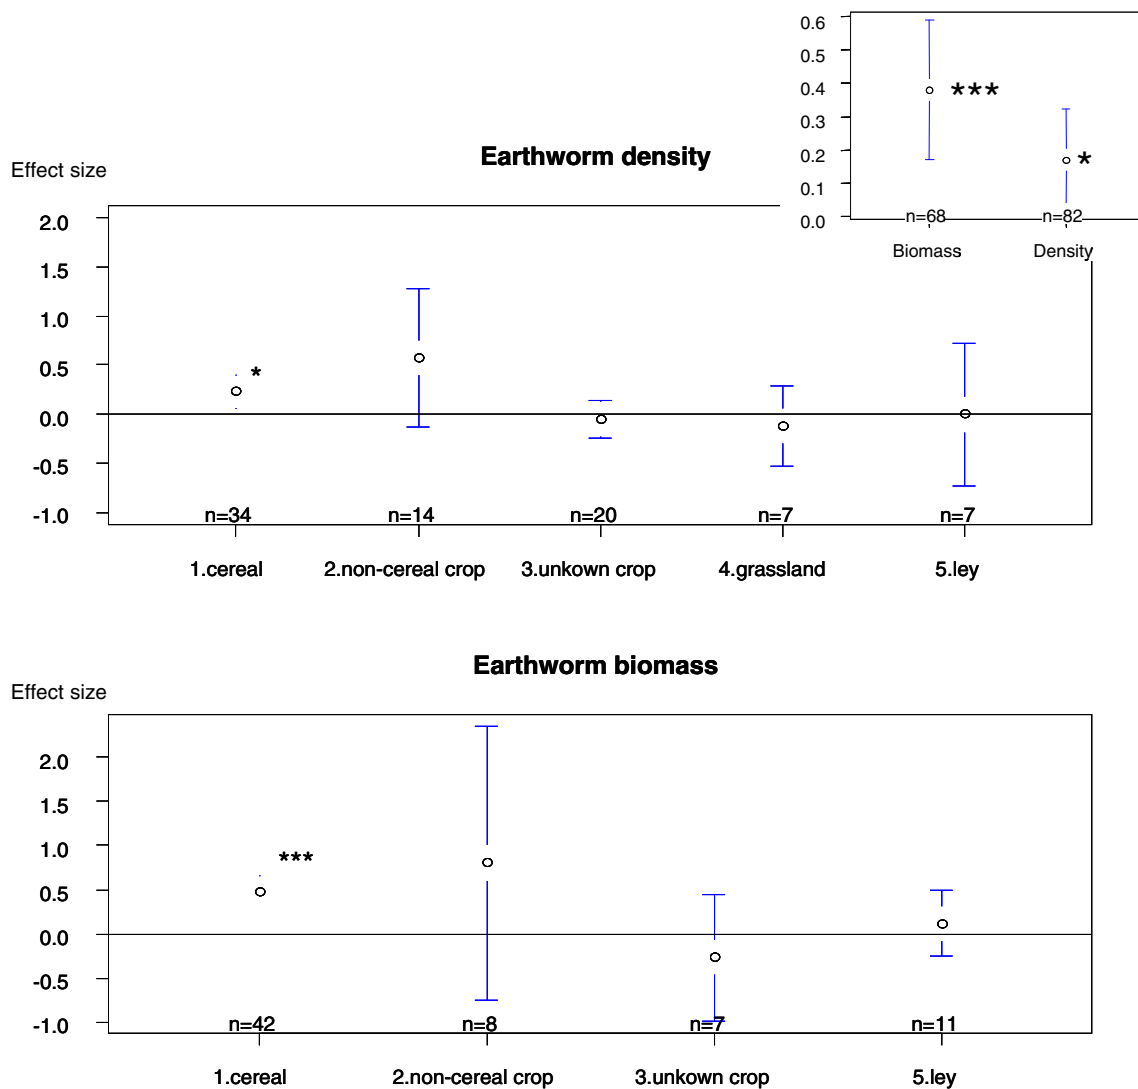 0.6
0.5
0.4
***
0.3
0.2
*
0.1
0.0
n=68 n=82
Biomass Density
Earthworm density
Effect size
2.0
1.5
1.0
0.5
*
0.0
-0.5
-1.0
n=34 n=14 n=20 n=7 n=7
1.cereal 2.non-cereal crop 3.unkown crop 4.grassland 5.ley
Earthworm biomass
Effect size
2.0
1.5
1.0
***
0.5
0.0
-0.5
-1.0
n=42 n=8 n=7 n=11
1.cereal 2.non-cereal crop 3.unkown crop 5.ley